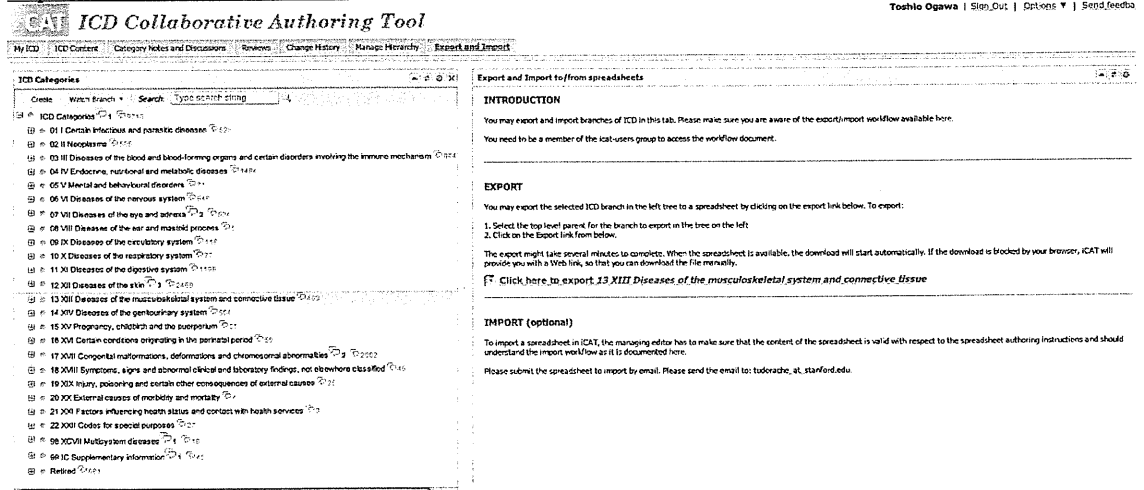 Toshio Ogawa | Sign Out | Options ▼ | Send feedba
iCAT ICD Collaborative Authoring Tool
My ICD ICD Content Category Notes and Discussions Reviews Change History Manage Hierarchy Export and Import
ICD Categories
Create Watch Branch ▼ Search: Type search string
ICD Categories 1
01 I Certain infectious and parasitic diseases
02 II Neoplasms
03 III Diseases of the blood and blood-forming organs and certain disorders involving the immune mechanism
04 IV Endocrine, nutritional and metabolic diseases
05 V Mental and behavioural disorders
06 VI Diseases of the nervous system
07 VII Diseases of the eye and adnexa
08 VIII Diseases of the ear and mastoid process
09 IX Diseases of the circulatory system
10 X Diseases of the respiratory system
11 XI Diseases of the digestive system
12 XII Diseases of the skin
13 XIII Diseases of the musculoskeletal system and connective tissue
14 XIV Diseases of the genitourinary system
15 XV Pregnancy, childbirth and the puerperium
16 XVI Certain conditions originating in the perinatal period
17 XVII Congenital malformations, deformations and chromosomal abnormalities
18 XVIII Symptoms, signs and abnormal clinical and laboratory findings, not elsewhere classified
19 XIX Injury, poisoning and certain other consequences of external causes
20 XX External causes of morbidity and mortality
21 XXI Factors influencing health status and contact with health services
22 XXII Codes for special purposes
98 XCVIII Multisystem diseases
99 IC Supplementary information
Retired
Export and Import to/from spreadsheets
INTRODUCTION
You may export and import branches of ICD in this tab. Please make sure you are aware of the export/import workflow available here.
You need to be a member of the icat-users group to access the workflow document.
EXPORT
You may export the selected ICD branch in the left tree to a spreadsheet by clicking on the export link below. To export:
1. Select the top level parent for the branch to export in the tree on the left
2. Click on the Export link from below.
The export might take several minutes to complete. When the spreadsheet is available, the download will start automatically. If the download is blocked by your browser, iCAT will
provide you with a Web link, so that you can download the file manually.
Click here to export 13 XIII Diseases of the musculoskeletal system and connective tissue
IMPORT (optional)
To import a spreadsheet in iCAT, the managing editor has to make sure that the content of the spreadsheet is valid with respect to the spreadsheet authoring instructions and should
understand the import workflow as it is documented here.
Please submit the spreadsheet to import by email. Please send the email to: tudorache_at_stanford.edu.